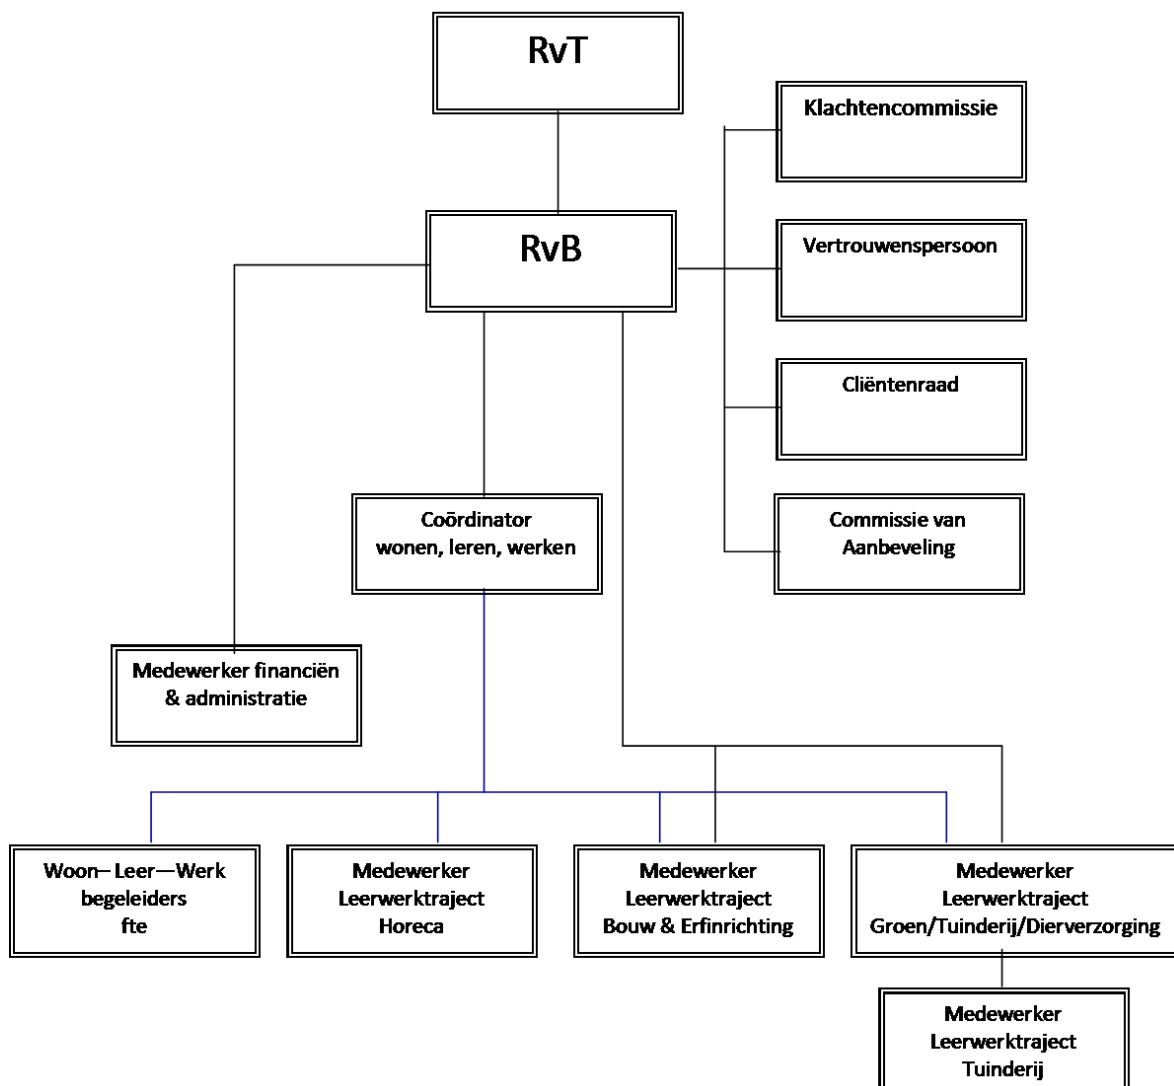 RvT
Klachtencommissie
RvB
Vertrouwenspersoon
Cliëntenraad
Coördinator
wonen, leren, werken
Commissie van
Aanbeveling
Medewerker financiën
& administratie
Woon– Leer—Werk
begeleiders
fte
Medewerker
Leerwerktraject
Horeca
Medewerker
Leerwerktraject
Bouw & Erfinrichting
Medewerker
Leerwerktraject
Groen/Tuinderij/Dierverzorging
Medewerker
Leerwerktraject
Tuinderij